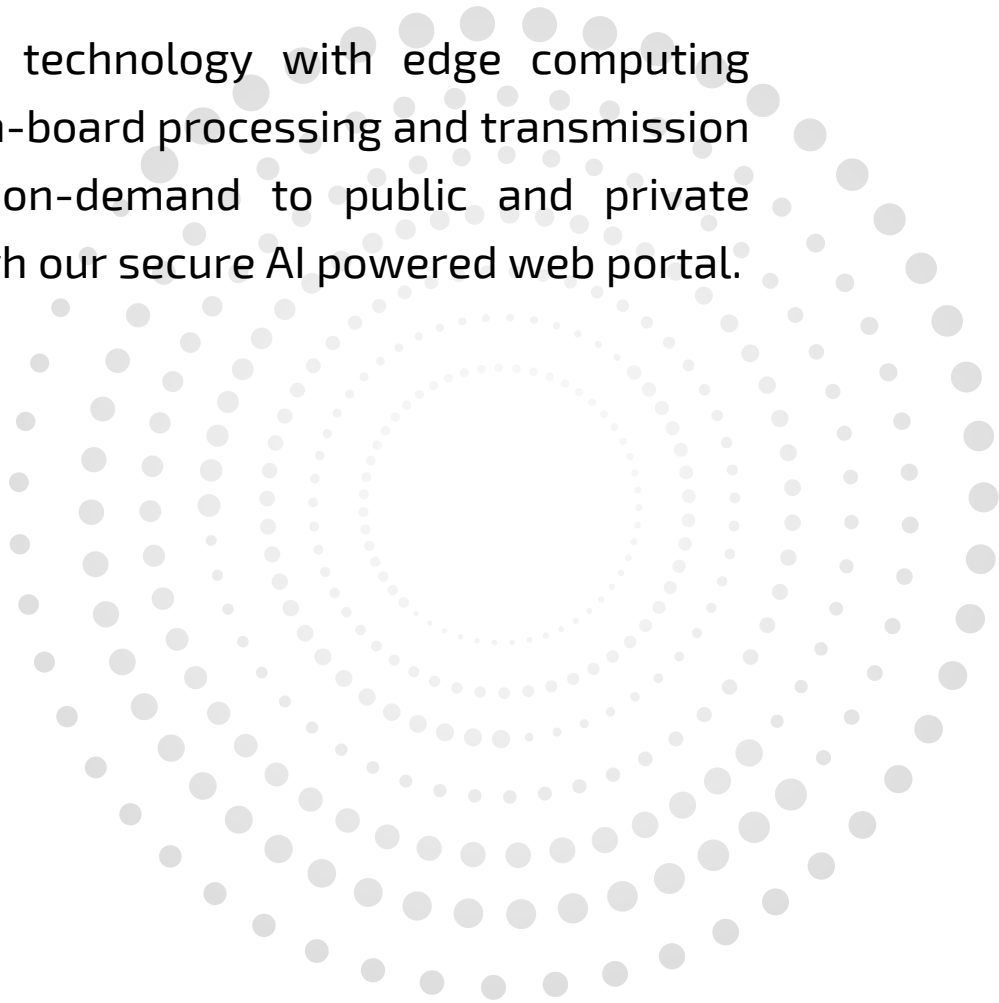 technology with edge computing
-board processing and transmission
on-demand to public and private
h our secure AI powered web portal.